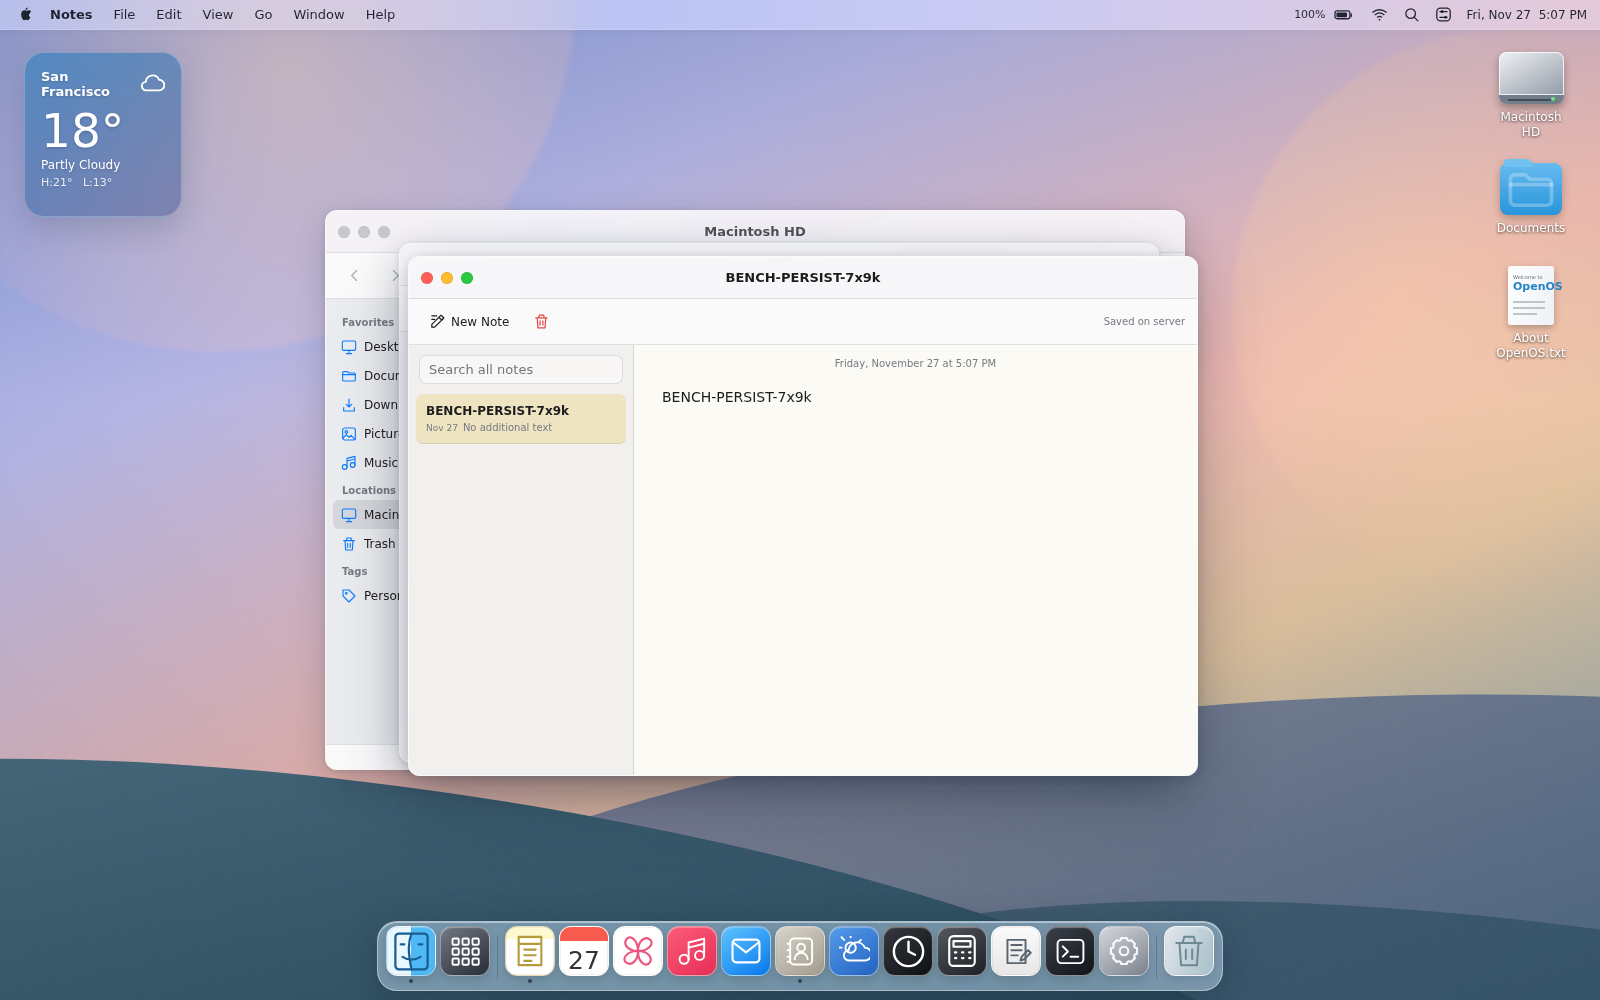 Notes File Edit View Go Window Help
100% Fri, Nov 27 5:07 PM
San
Francisco
18°
Partly Cloudy
H:21° L:13°
Macintosh
HD
Documents
Welcome to
OpenOS
About
OpenOS.txt
Macintosh HD
Favorites
Deskt
Docur
Down
Pictur
Music
Locations
Macin
Trash
Tags
Person
BENCH-PERSIST-7x9k
New Note
Saved on server
Search all notes
BENCH-PERSIST-7x9k
Nov 27 No additional text
Friday, November 27 at 5:07 PM
BENCH-PERSIST-7x9k
27